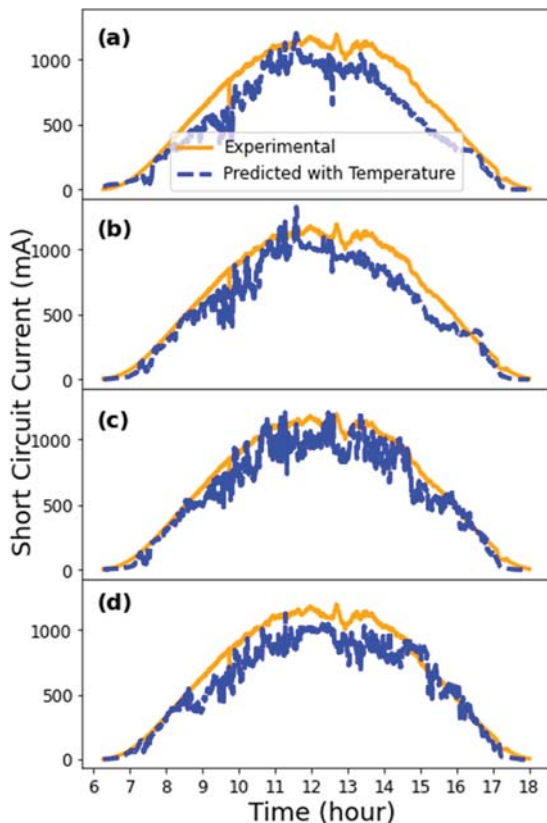 (a)
1000
500
0
Experimental
Predicted with Temperature
(b)
1000
500
0
Short Circuit Current (mA)
(c)
1000
500
0
(d)
1000
500
0
6 7 8 9 10 11 12 13 14 15 16 17 18
Time (hour)